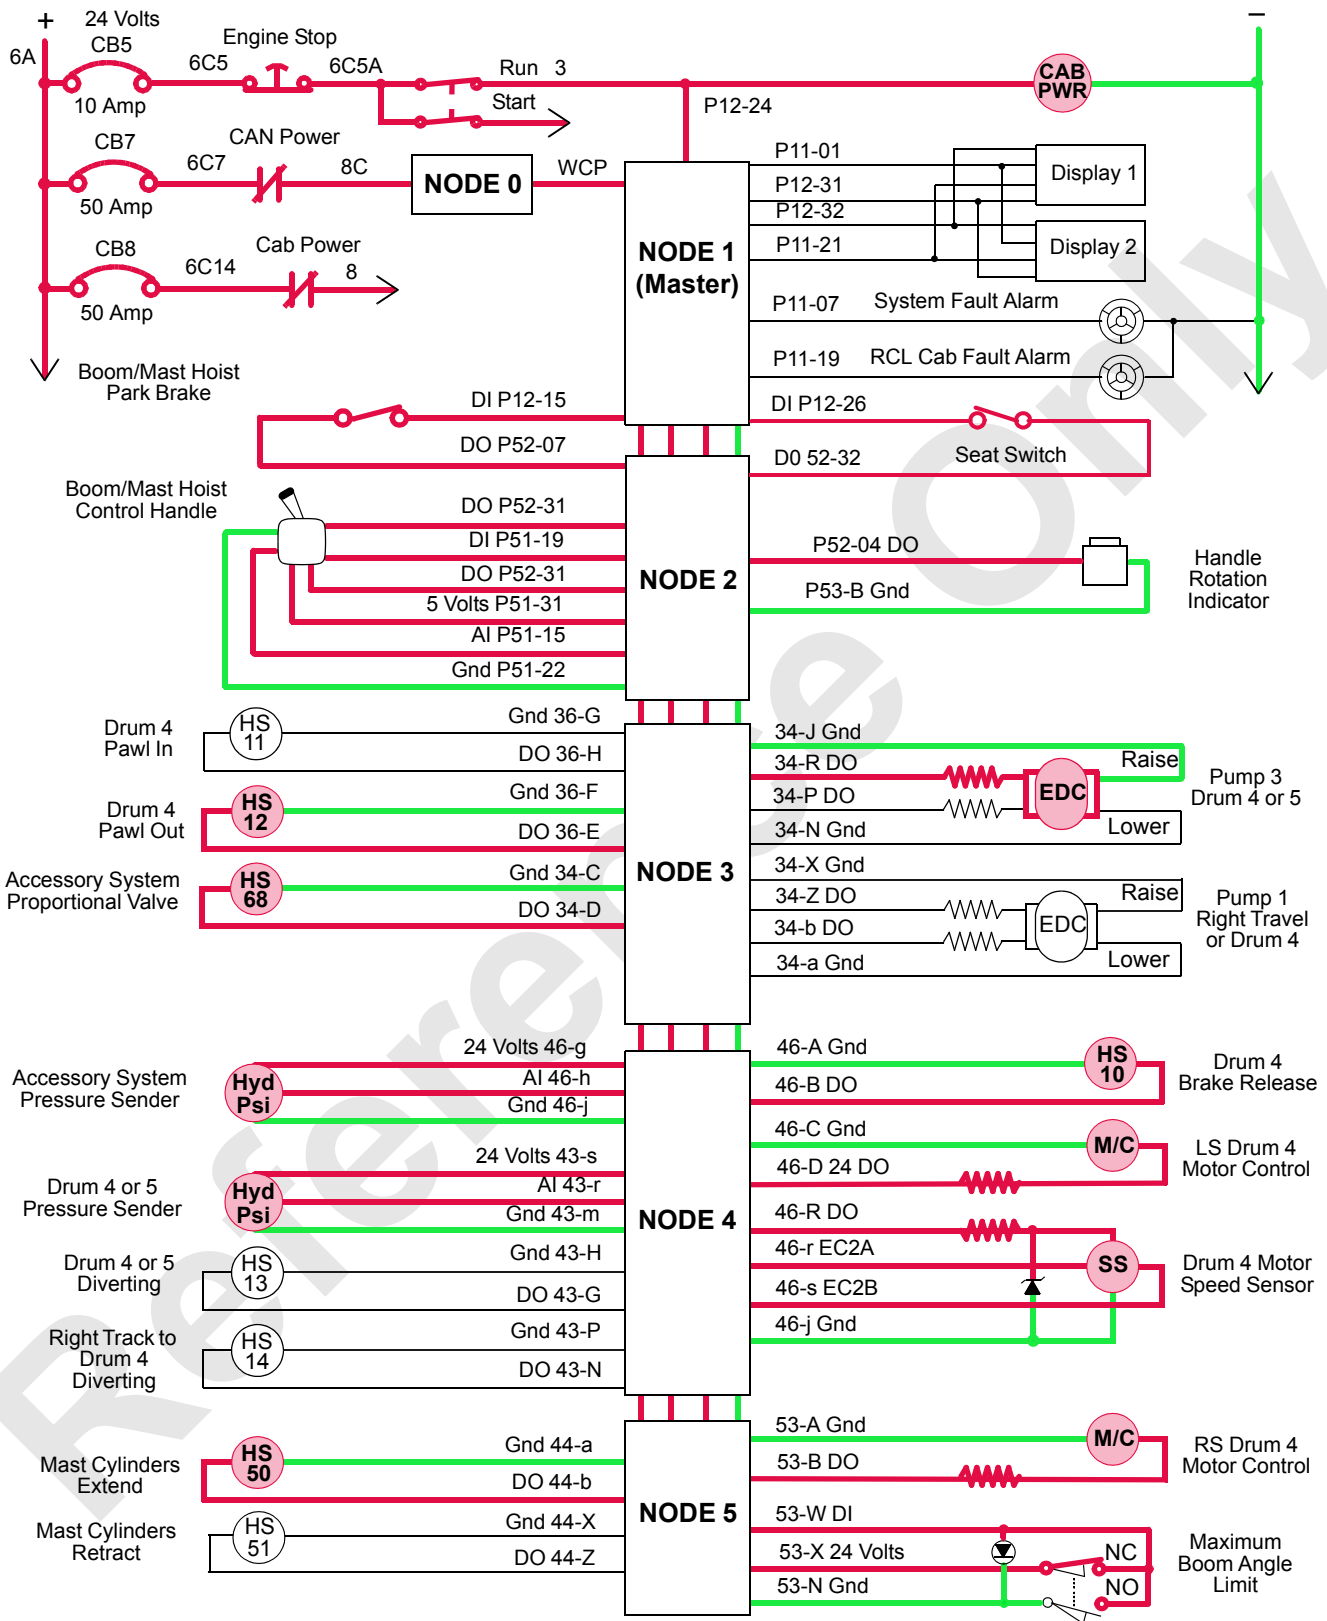 + 24 Volts −
6A CB5 6C5 Engine Stop 6C5A Run 3 CAB PWR
10 Amp Start P12-24
CB7 6C7 CAN Power 8C NODE 0 WCP
50 Amp
CB8 6C14 Cab Power 8
50 Amp
NODE 1
(Master)
P11-01
P12-31
P12-32
P11-21
Display 1
Display 2
P11-07 System Fault Alarm
P11-19 RCL Cab Fault Alarm
Boom/Mast Hoist
Park Brake
DI P12-15
DO P52-07
DI P12-26
D0 52-32 Seat Switch
Boom/Mast Hoist
Control Handle
DO P52-31
DI P51-19
DO P52-31
5 Volts P51-31
AI P51-15
Gnd P51-22
NODE 2
P52-04 DO
P53-B Gnd
Handle
Rotation
Indicator
Drum 4
Pawl In
HS
11
Gnd 36-G
DO 36-H
Drum 4
Pawl Out
HS
12
Gnd 36-F
DO 36-E
Accessory System
Proportional Valve
HS
68
Gnd 34-C
DO 34-D
NODE 3
34-J Gnd
34-R DO
34-P DO
34-N Gnd
EDC
Raise
Lower
Pump 3
Drum 4 or 5
34-X Gnd
34-Z DO
34-b DO
34-a Gnd
EDC
Raise
Lower
Pump 1
Right Travel
or Drum 4
Accessory System
Pressure Sender
Hyd
Psi
24 Volts 46-g
AI 46-h
Gnd 46-j
Drum 4 or 5
Pressure Sender
Hyd
Psi
24 Volts 43-s
AI 43-r
Gnd 43-m
Drum 4 or 5
Diverting
HS
13
Gnd 43-H
DO 43-G
Right Track to
Drum 4
Diverting
HS
14
Gnd 43-P
DO 43-N
NODE 4
46-A Gnd
46-B DO
HS
10
Drum 4
Brake Release
46-C Gnd
46-D 24 DO
M/C
LS Drum 4
Motor Control
46-R DO
46-r EC2A
46-s EC2B
46-j Gnd
SS
Drum 4 Motor
Speed Sensor
Mast Cylinders
Extend
HS
50
Gnd 44-a
DO 44-b
Mast Cylinders
Retract
HS
51
Gnd 44-X
DO 44-Z
NODE 5
53-A Gnd
53-B DO
M/C
RS Drum 4
Motor Control
53-W DI
53-X 24 Volts
53-N Gnd
NC
NO
Maximum
Boom Angle
Limit
Reference Only